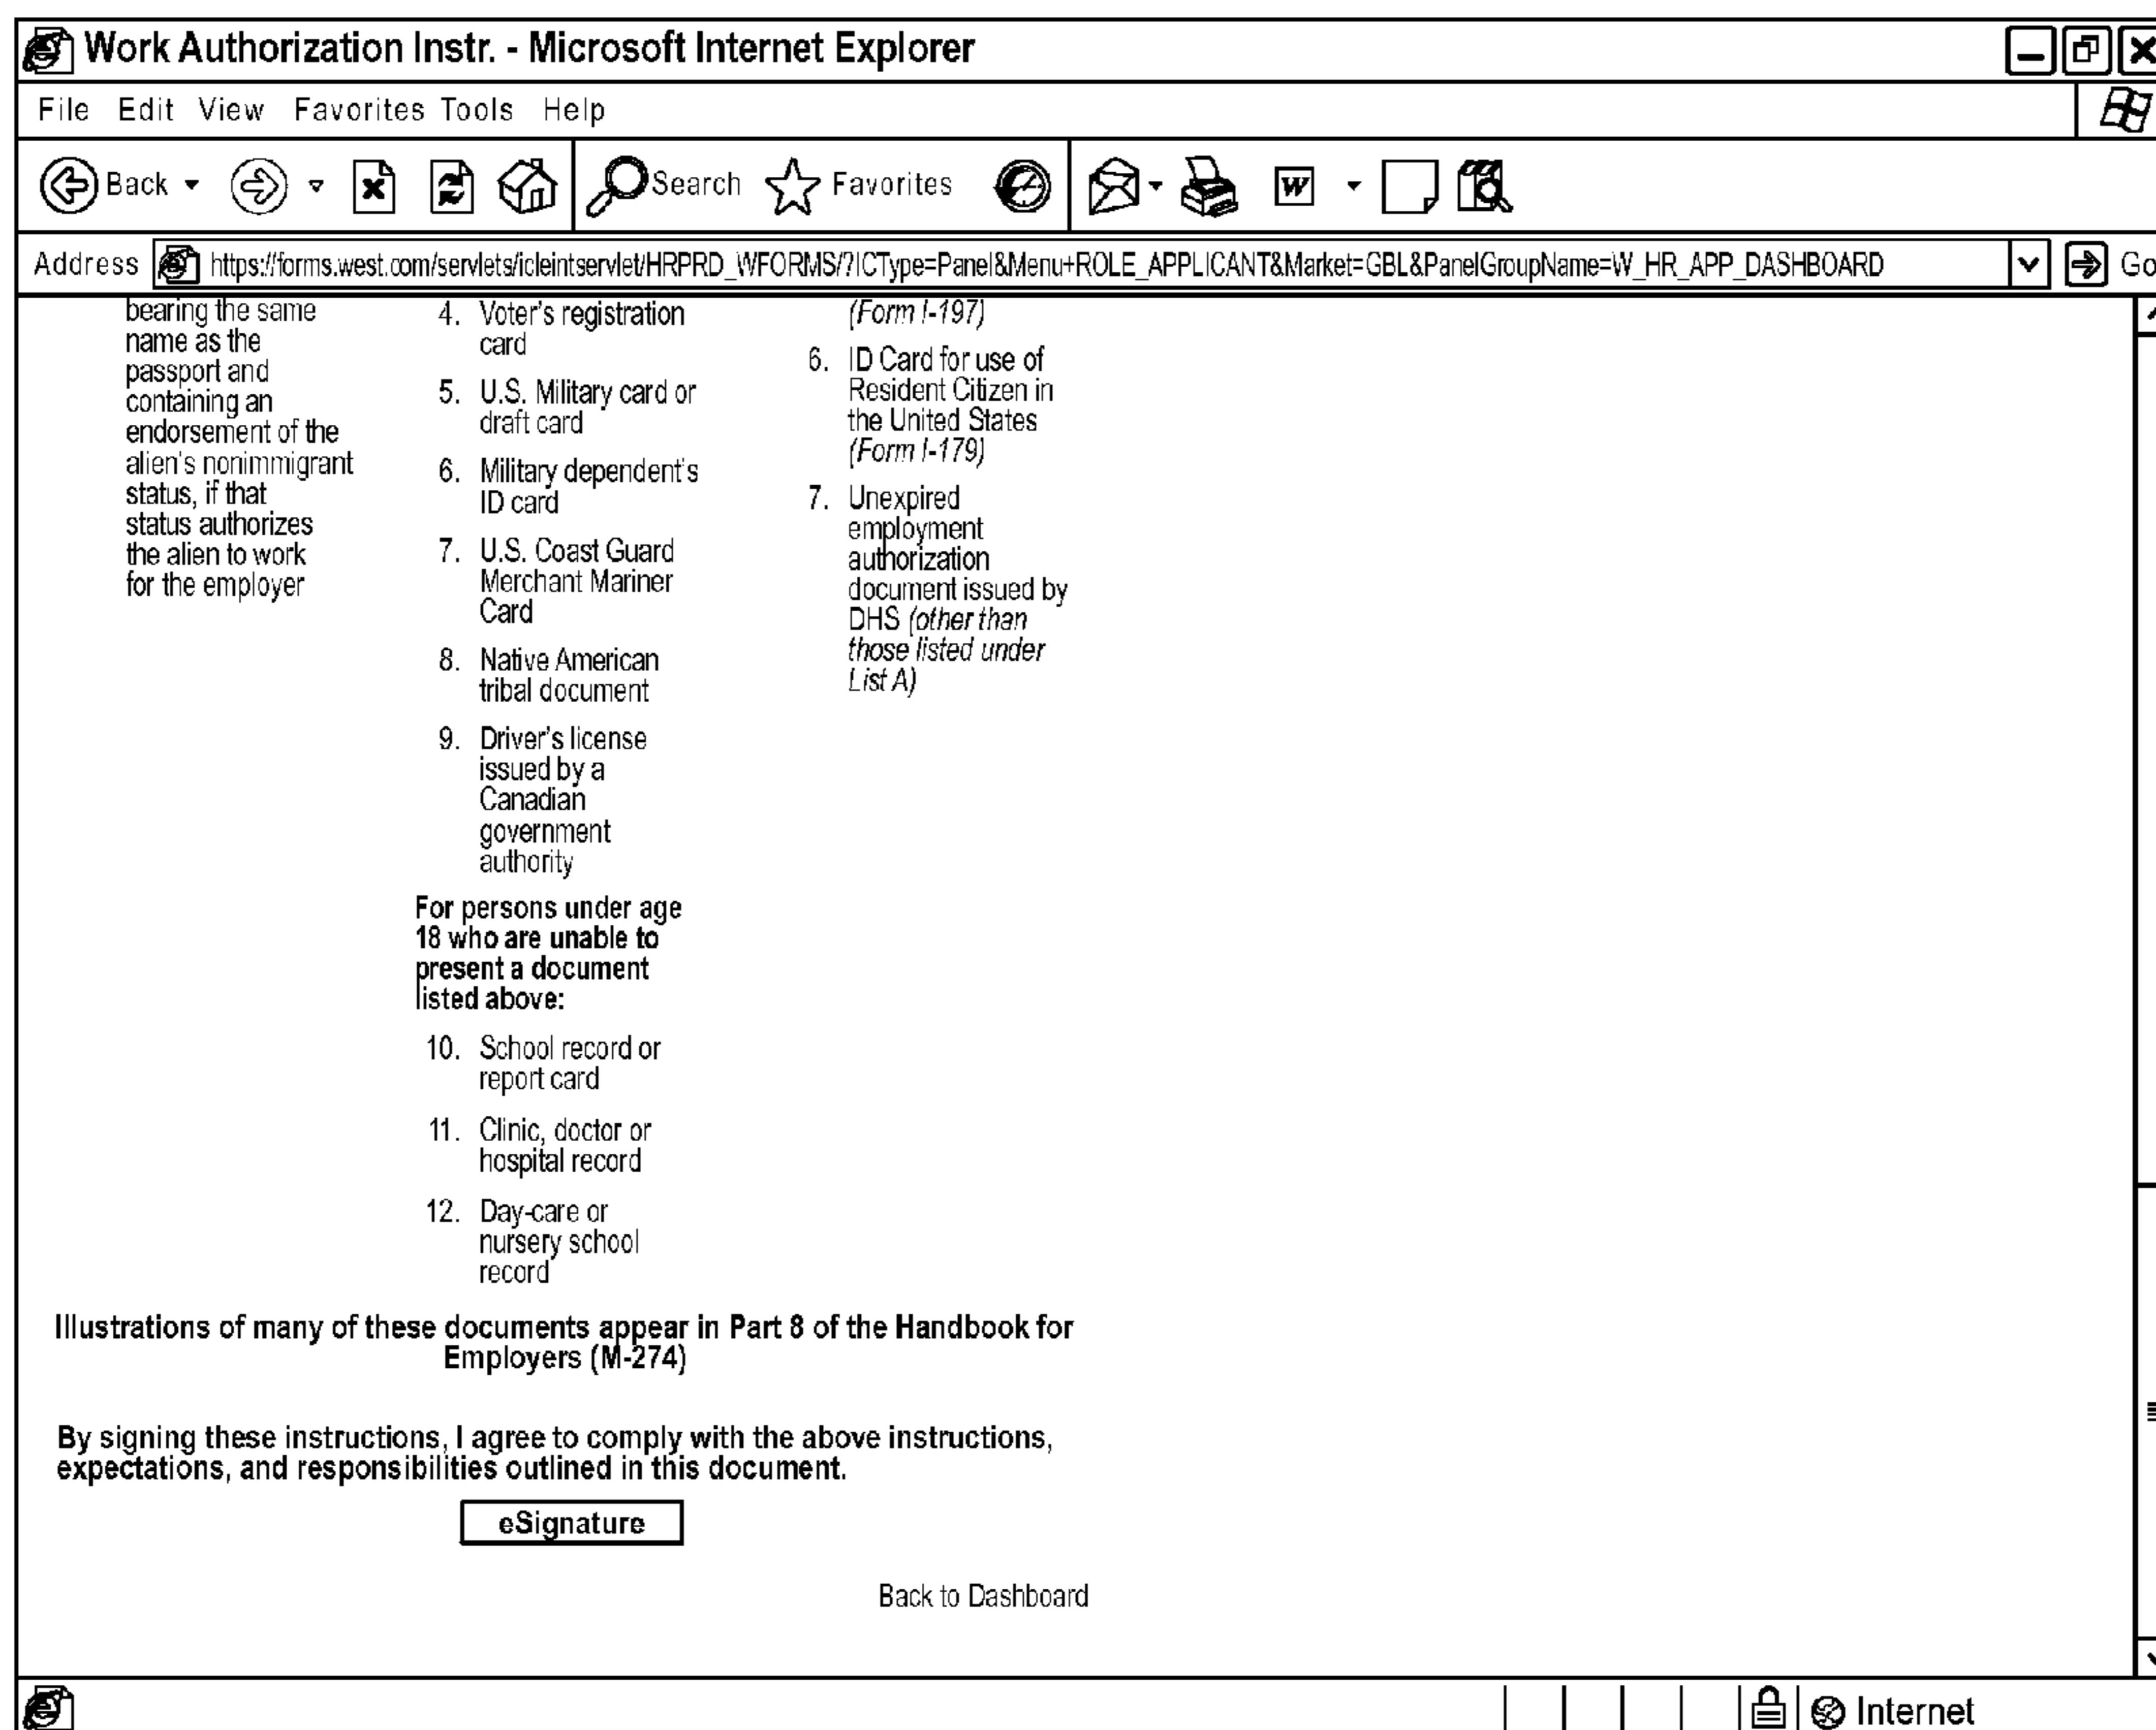 Work Authorization Instr. - Microsoft Internet Explorer
File Edit View Favorites Tools Help
Back Search Favorites W
Address https://forms.west.com/servlets/icleintservlet/HRPRD_WFORMS/?ICType=Panel&Menu+ROLE_APPLICANT&Market=GBL&PanelGroupName=W_HR_APP_DASHBOARD Go
bearing the same
name as the
passport and
containing an
endorsement of the
alien's nonimmigrant
status, if that
status authorizes
the alien to work
for the employer
4. Voter's registration
card
5. U.S. Military card or
draft card
6. Military dependent's
ID card
7. U.S. Coast Guard
Merchant Mariner
Card
8. Native American
tribal document
9. Driver's license
issued by a
Canadian
government
authority
For persons under age
18 who are unable to
present a document
listed above:
10. School record or
report card
11. Clinic, doctor or
hospital record
12. Day-care or
nursery school
record
(Form I-197)
6. ID Card for use of
Resident Citizen in
the United States
(Form I-179)
7. Unexpired
employment
authorization
document issued by
DHS (other than
those listed under
List A)
Illustrations of many of these documents appear in Part 8 of the Handbook for
Employers (M-274)
By signing these instructions, I agree to comply with the above instructions,
expectations, and responsibilities outlined in this document.
eSignature
Back to Dashboard
Internet